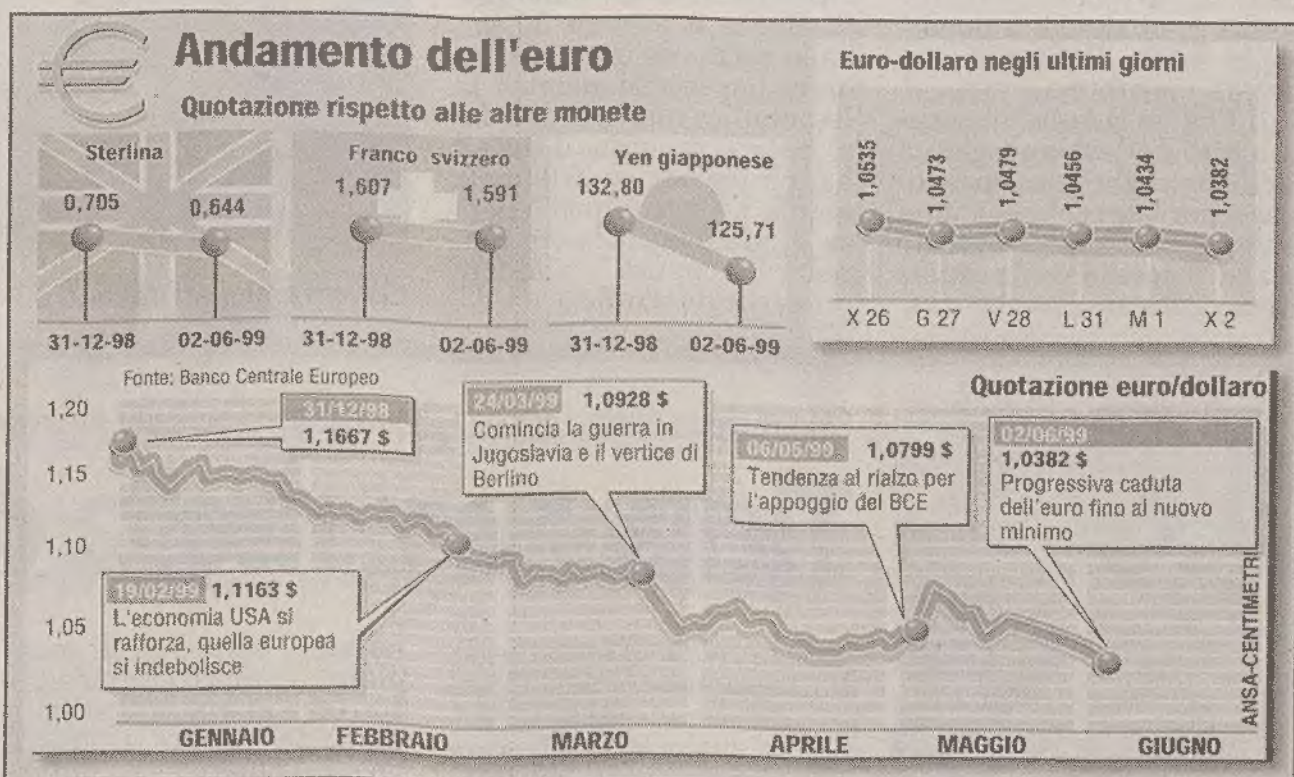 €
Andamento dell'euro
Quotazione rispetto alle altre monete
Sterlina
0,705
0,644
31-12-98
02-06-99
Franco svizzero
1,607
1,591
31-12-98
02-06-99
Yen giapponese
132,80
125,71
31-12-98
02-06-99
Euro-dollaro negli ultimi giorni
1,0535
1,0473
1,0479
1,0456
1,0434
1,0382
X 26
G 27
V 28
L 31
M 1
X 2
Fonte: Banco Centrale Europeo
Quotazione euro/dollaro
1,20
1,15
1,10
1,05
1,00
31/12/98
1,1667 $
19/02/99 1,1163 $
L'economia USA si
rafforza, quella europea
si indebolisce
24/03/99 1,0928 $
Comincia la guerra in
Jugoslavia e il vertice di
Berlino
06/05/99 1,0799 $
Tendenza al rialzo per
l'appoggio del BCE
02/06/99
1,0382 $
Progressiva caduta
dell'euro fino al nuovo
minimo
GENNAIO
FEBBRAIO
MARZO
APRILE
MAGGIO
GIUGNO
ANSA-CENTIMETRI